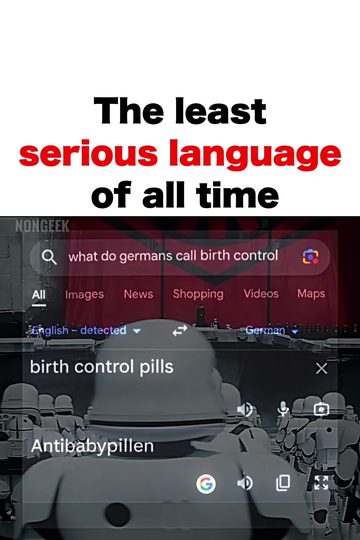 The least
serious language
of all time
NONGEEK
what do germans call birth control
All Images News Shopping Videos Maps
English - detected German
birth control pills
Antibabypillen